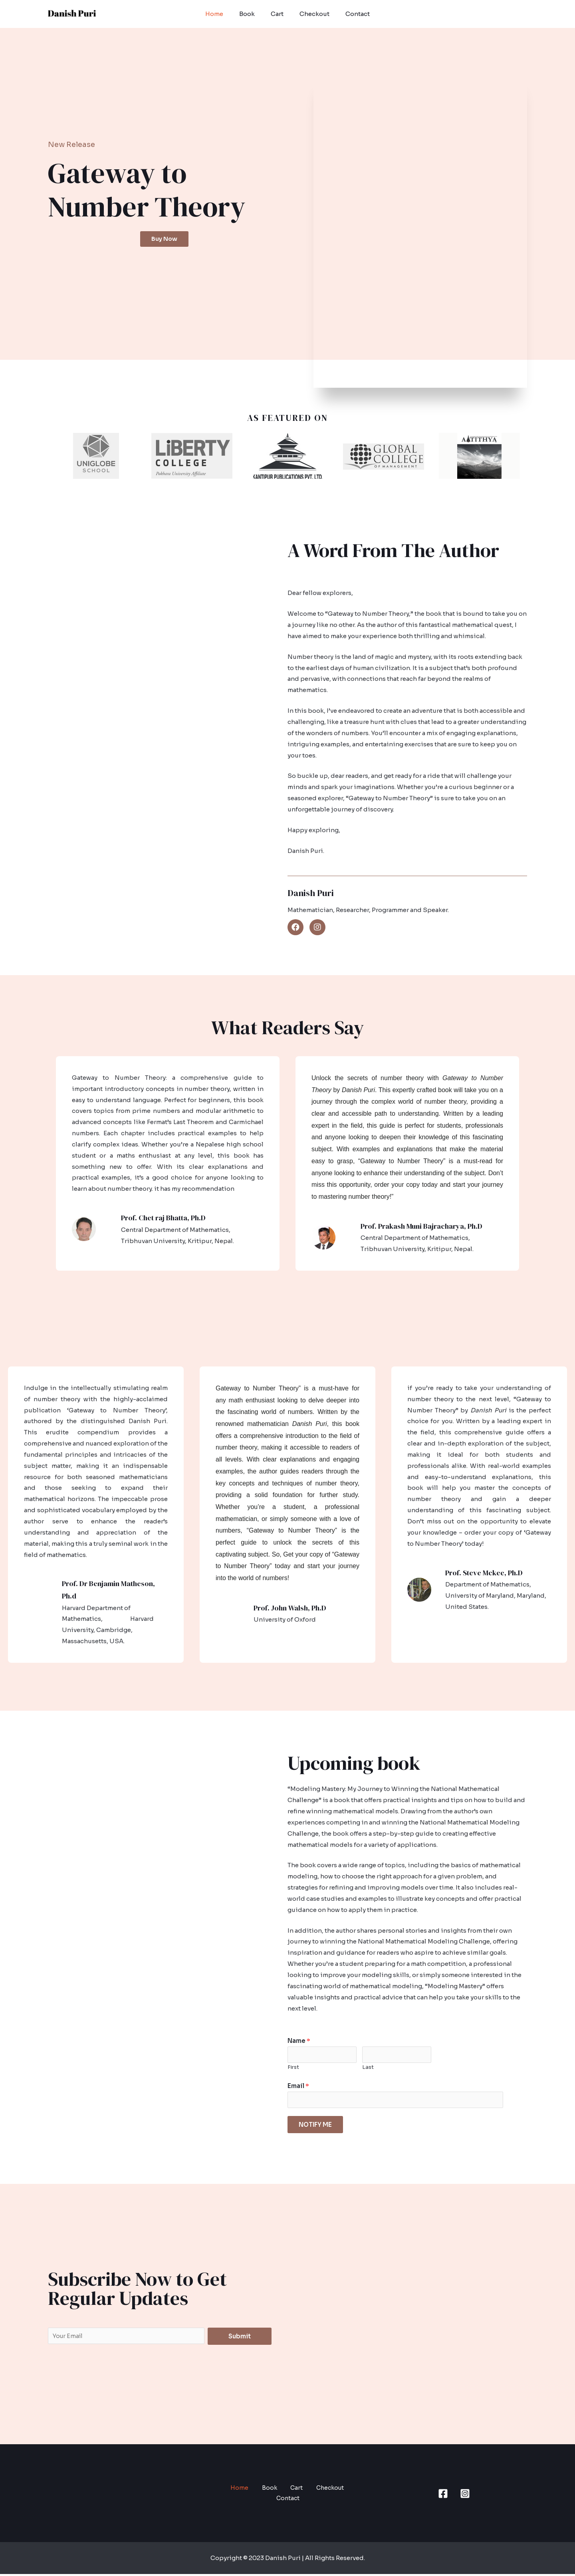 Danish Puri
Home Book Cart Checkout Contact
New Release
Gateway to
Number Theory
Buy Now
AS FEATURED ON
UNIGLOBE
SCHOOL
LIBERTY
COLLEGE
Pokhara University Affiliate
KANTIPUR PUBLICATIONS PVT. LTD
GLOBAL
COLLEGE
OF MANAGEMENT
ATITHYA
A Word From The Author
Dear fellow explorers,
Welcome to “Gateway to Number Theory,” the book that is bound to take you on
a journey like no other. As the author of this fantastical mathematical quest, I
have aimed to make your experience both thrilling and whimsical.
Number theory is the land of magic and mystery, with its roots extending back
to the earliest days of human civilization. It is a subject that’s both profound
and pervasive, with connections that reach far beyond the realms of
mathematics.
In this book, I’ve endeavored to create an adventure that is both accessible and
challenging, like a treasure hunt with clues that lead to a greater understanding
of the wonders of numbers. You’ll encounter a mix of engaging explanations,
intriguing examples, and entertaining exercises that are sure to keep you on
your toes.
So buckle up, dear readers, and get ready for a ride that will challenge your
minds and spark your imaginations. Whether you’re a curious beginner or a
seasoned explorer, “Gateway to Number Theory” is sure to take you on an
unforgettable journey of discovery.
Happy exploring,
Danish Puri.
Danish Puri
Mathematician, Researcher, Programmer and Speaker.
What Readers Say
Gateway to Number Theory: a comprehensive guide to
important introductory concepts in number theory, written in
easy to understand language. Perfect for beginners, this book
covers topics from prime numbers and modular arithmetic to
advanced concepts like Fermat’s Last Theorem and Carmichael
numbers. Each chapter includes practical examples to help
clarify complex ideas. Whether you’re a Nepalese high school
student or a maths enthusiast at any level, this book has
something new to offer. With its clear explanations and
practical examples, it’s a good choice for anyone looking to
learn about number theory. it has my recommendation
Prof. Chet raj Bhatta, Ph.D
Central Department of Mathematics,
Tribhuvan University, Kritipur, Nepal.
Unlock the secrets of number theory with Gateway to Number
Theory by Danish Puri. This expertly crafted book will take you on a
journey through the complex world of number theory, providing a
clear and accessible path to understanding. Written by a leading
expert in the field, this guide is perfect for students, professionals
and anyone looking to deepen their knowledge of this fascinating
subject. With examples and explanations that make the material
easy to grasp, “Gateway to Number Theory” is a must-read for
anyone looking to enhance their understanding of the subject. Don’t
miss this opportunity, order your copy today and start your journey
to mastering number theory!”
Prof. Prakash Muni Bajracharya, Ph.D
Central Department of Mathematics,
Tribhuvan University, Kritipur, Nepal.
Indulge in the intellectually stimulating realm
of number theory with the highly-acclaimed
publication ‘Gateway to Number Theory’,
authored by the distinguished Danish Puri.
This erudite compendium provides a
comprehensive and nuanced exploration of the
fundamental principles and intricacies of the
subject matter, making it an indispensable
resource for both seasoned mathematicians
and those seeking to expand their
mathematical horizons. The impeccable prose
and sophisticated vocabulary employed by the
author serve to enhance the reader’s
understanding and appreciation of the
material, making this a truly seminal work in the
field of mathematics.
Prof. Dr Benjamin Matheson,
Ph.d
Harvard Department of
Mathematics, Harvard
University, Cambridge,
Massachusetts, USA.
Gateway to Number Theory” is a must-have for
any math enthusiast looking to delve deeper into
the fascinating world of numbers. Written by the
renowned mathematician Danish Puri, this book
offers a comprehensive introduction to the field of
number theory, making it accessible to readers of
all levels. With clear explanations and engaging
examples, the author guides readers through the
key concepts and techniques of number theory,
providing a solid foundation for further study.
Whether you’re a student, a professional
mathematician, or simply someone with a love of
numbers, “Gateway to Number Theory” is the
perfect guide to unlock the secrets of this
captivating subject. So, Get your copy of “Gateway
to Number Theory” today and start your journey
into the world of numbers!
Prof. John Walsh, Ph.D
University of Oxford
if you’re ready to take your understanding of
number theory to the next level, “Gateway to
Number Theory” by Danish Puri is the perfect
choice for you. Written by a leading expert in
the field, this comprehensive guide offers a
clear and in-depth exploration of the subject,
making it ideal for both students and
professionals alike. With real-world examples
and easy-to-understand explanations, this
book will help you master the concepts of
number theory and gain a deeper
understanding of this fascinating subject.
Don’t miss out on the opportunity to elevate
your knowledge – order your copy of ‘Gateway
to Number Theory’ today!
Prof. Steve Mckee, Ph.D
Department of Mathematics,
University of Maryland, Maryland,
United States.
Upcoming book
“Modeling Mastery: My Journey to Winning the National Mathematical
Challenge” is a book that offers practical insights and tips on how to build and
refine winning mathematical models. Drawing from the author’s own
experiences competing in and winning the National Mathematical Modeling
Challenge, the book offers a step-by-step guide to creating effective
mathematical models for a variety of applications.
The book covers a wide range of topics, including the basics of mathematical
modeling, how to choose the right approach for a given problem, and
strategies for refining and improving models over time. It also includes real-
world case studies and examples to illustrate key concepts and offer practical
guidance on how to apply them in practice.
In addition, the author shares personal stories and insights from their own
journey to winning the National Mathematical Modeling Challenge, offering
inspiration and guidance for readers who aspire to achieve similar goals.
Whether you’re a student preparing for a math competition, a professional
looking to improve your modeling skills, or simply someone interested in the
fascinating world of mathematical modeling, “Modeling Mastery” offers
valuable insights and practical advice that can help you take your skills to the
next level.
Name *
First Last
Email *
NOTIFY ME
Subscribe Now to Get
Regular Updates
Your Email
Submit
Home Book Cart Checkout
Contact
Copyright © 2023 Danish Puri | All Rights Reserved.